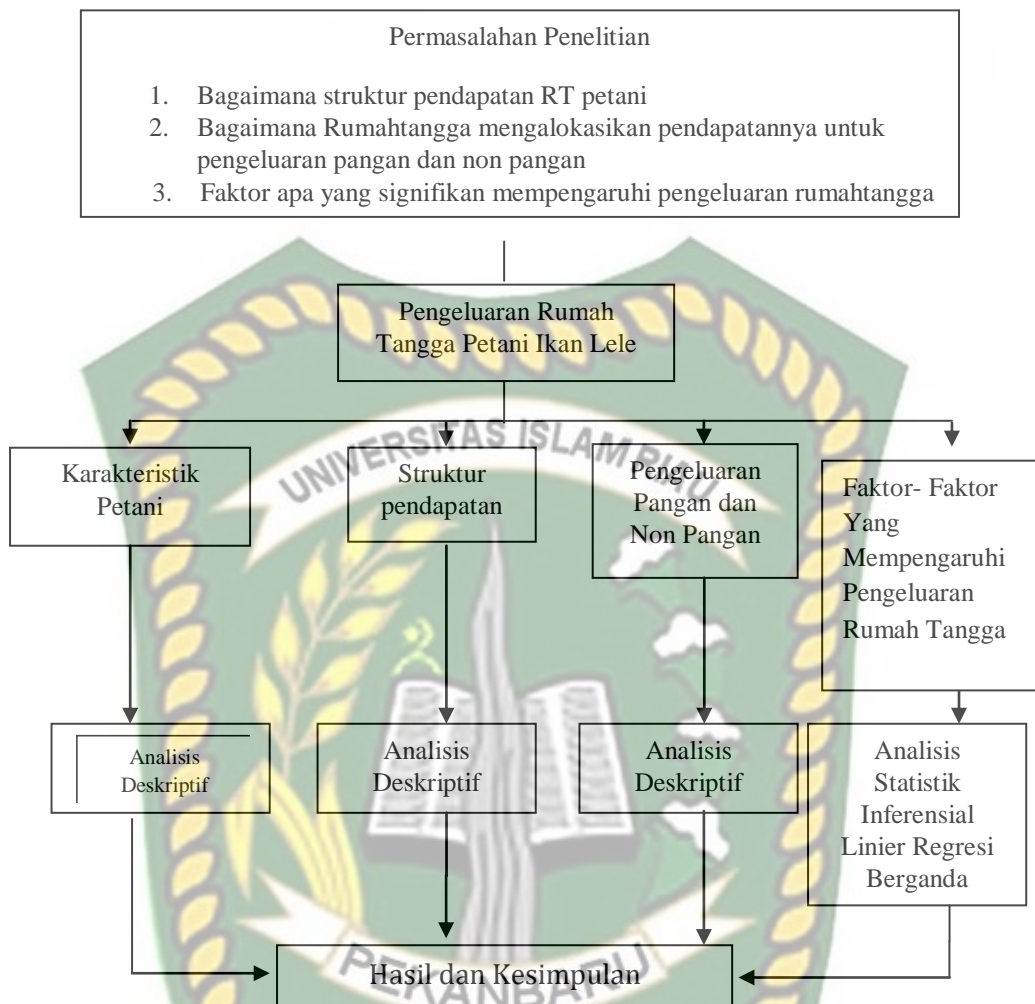 Permasalahan Penelitian
1. Bagaimana struktur pendapatan RT petani
2. Bagaimana Rumahtangga mengalokasikan pendapatannya untuk
pengeluaran pangan dan non pangan
3. Faktor apa yang signifikan mempengaruhi pengeluaran rumahtangga
Pengeluaran Rumah
Tangga Petani Ikan Lele
UNIVERSITAS ISLAM RIAU
Karakteristik
Petani
Struktur
pendapatan
Pengeluaran
Pangan dan
Non Pangan
Faktor- Faktor
Yang
Mempengaruhi
Pengeluaran
Rumah Tangga
Analisis
Deskriptif
Analisis
Deskriptif
Analisis
Deskriptif
Analisis
Statistik
Inferensial
Linier Regresi
Berganda
Hasil dan Kesimpulan
PEKANBARU